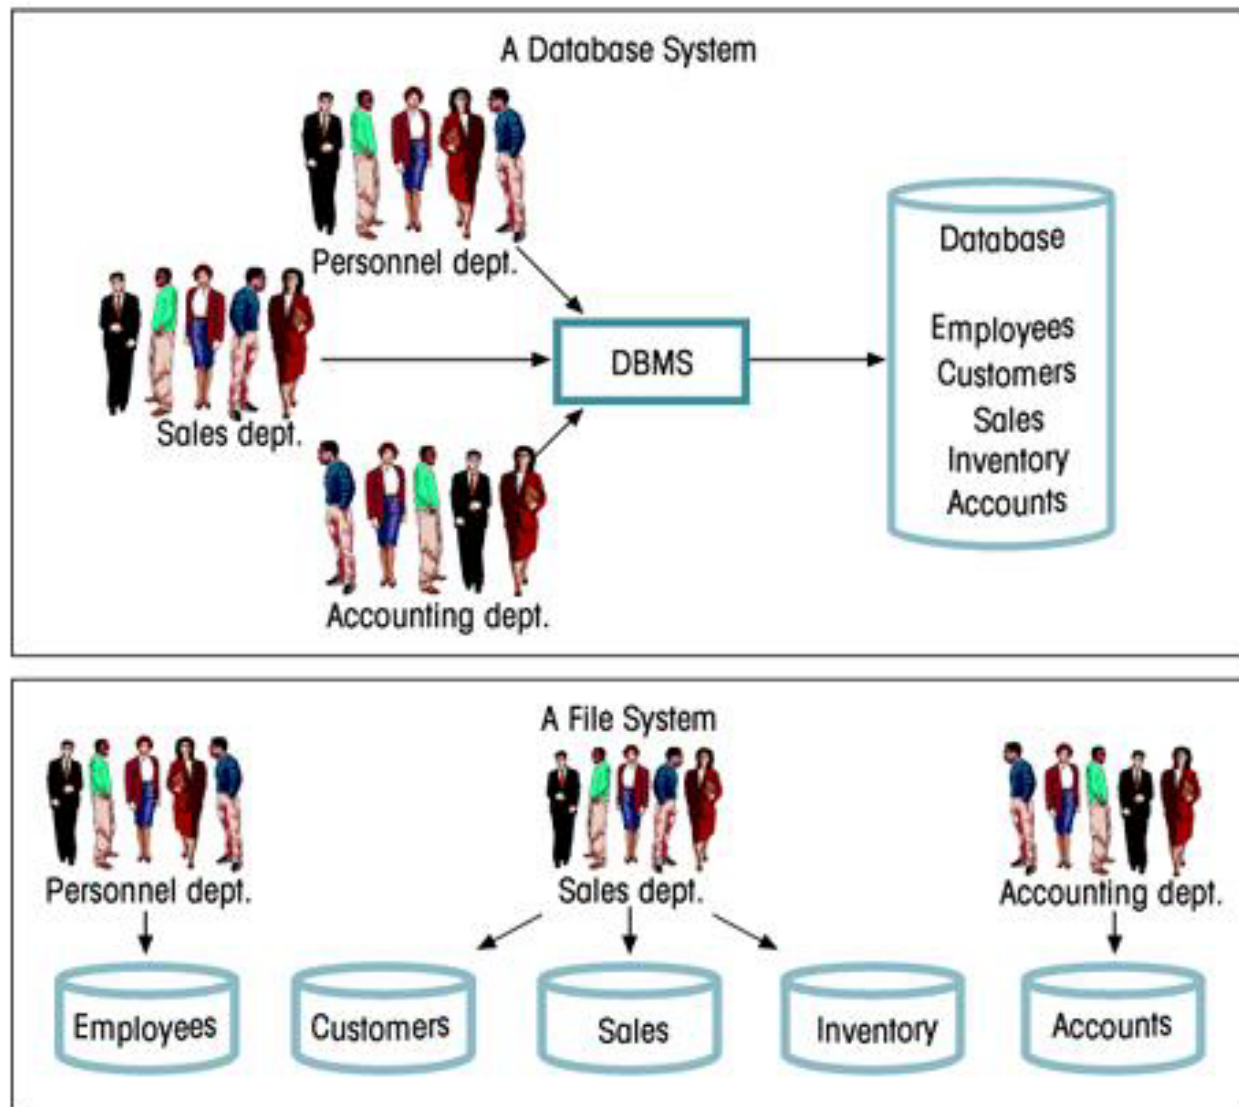 A Database System
Personnel dept.
Sales dept.
Accounting dept.
DBMS
Database
Employees
Customers
Sales
Inventory
Accounts
A File System
Personnel dept.
Sales dept.
Accounting dept.
Employees
Customers
Sales
Inventory
Accounts